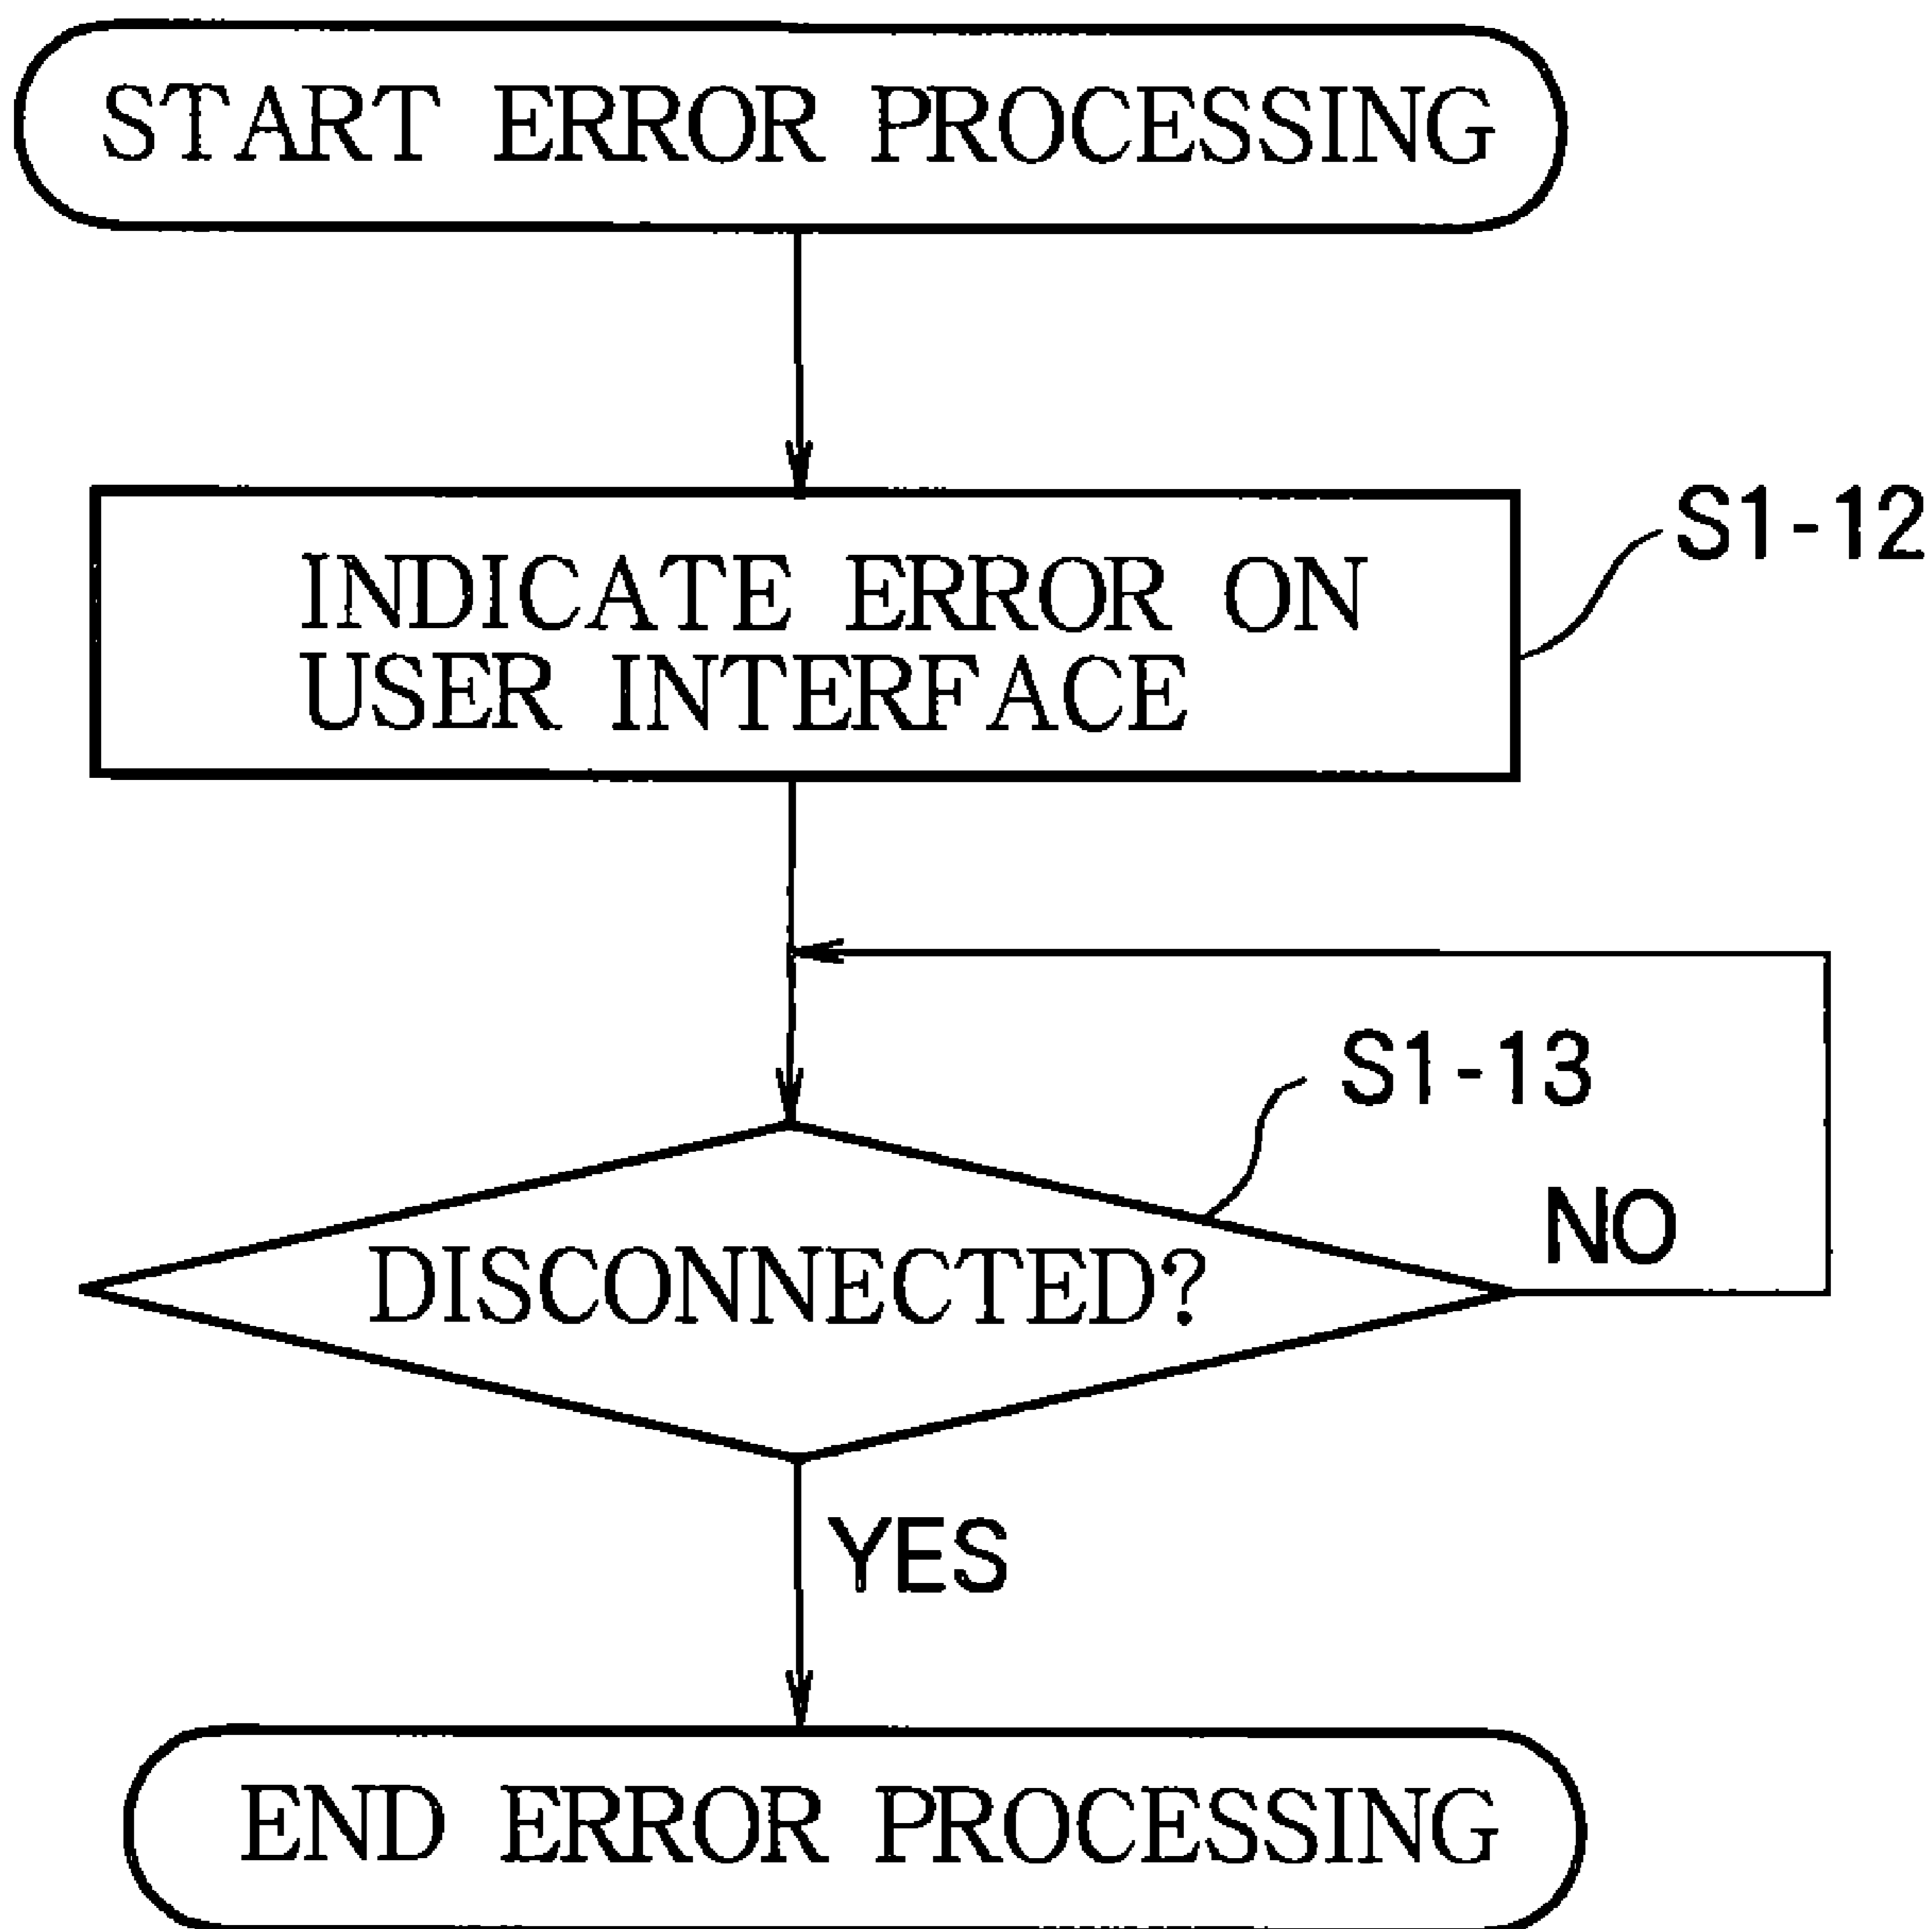 START ERROR PROCESSING
S1-12
INDICATE ERROR ON
USER INTERFACE
S1-13
NO
DISCONNECTED?
YES
END ERROR PROCESSING